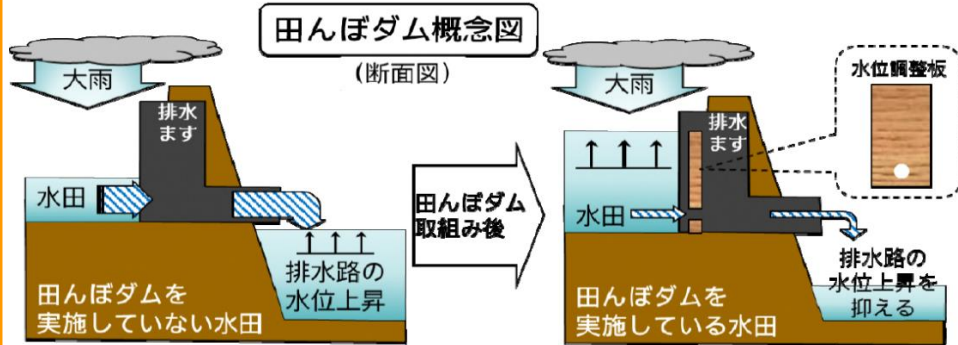 田んぼダム概念図
(断面図)
大雨
排水
ます
水田
排水路の
水位上昇
田んぼダムを
実施していない水田
田んぼダム
取組み後
大雨
水位調整板
排水
ます
水田
排水路の
水位上昇を
抑える
田んぼダムを
実施している水田